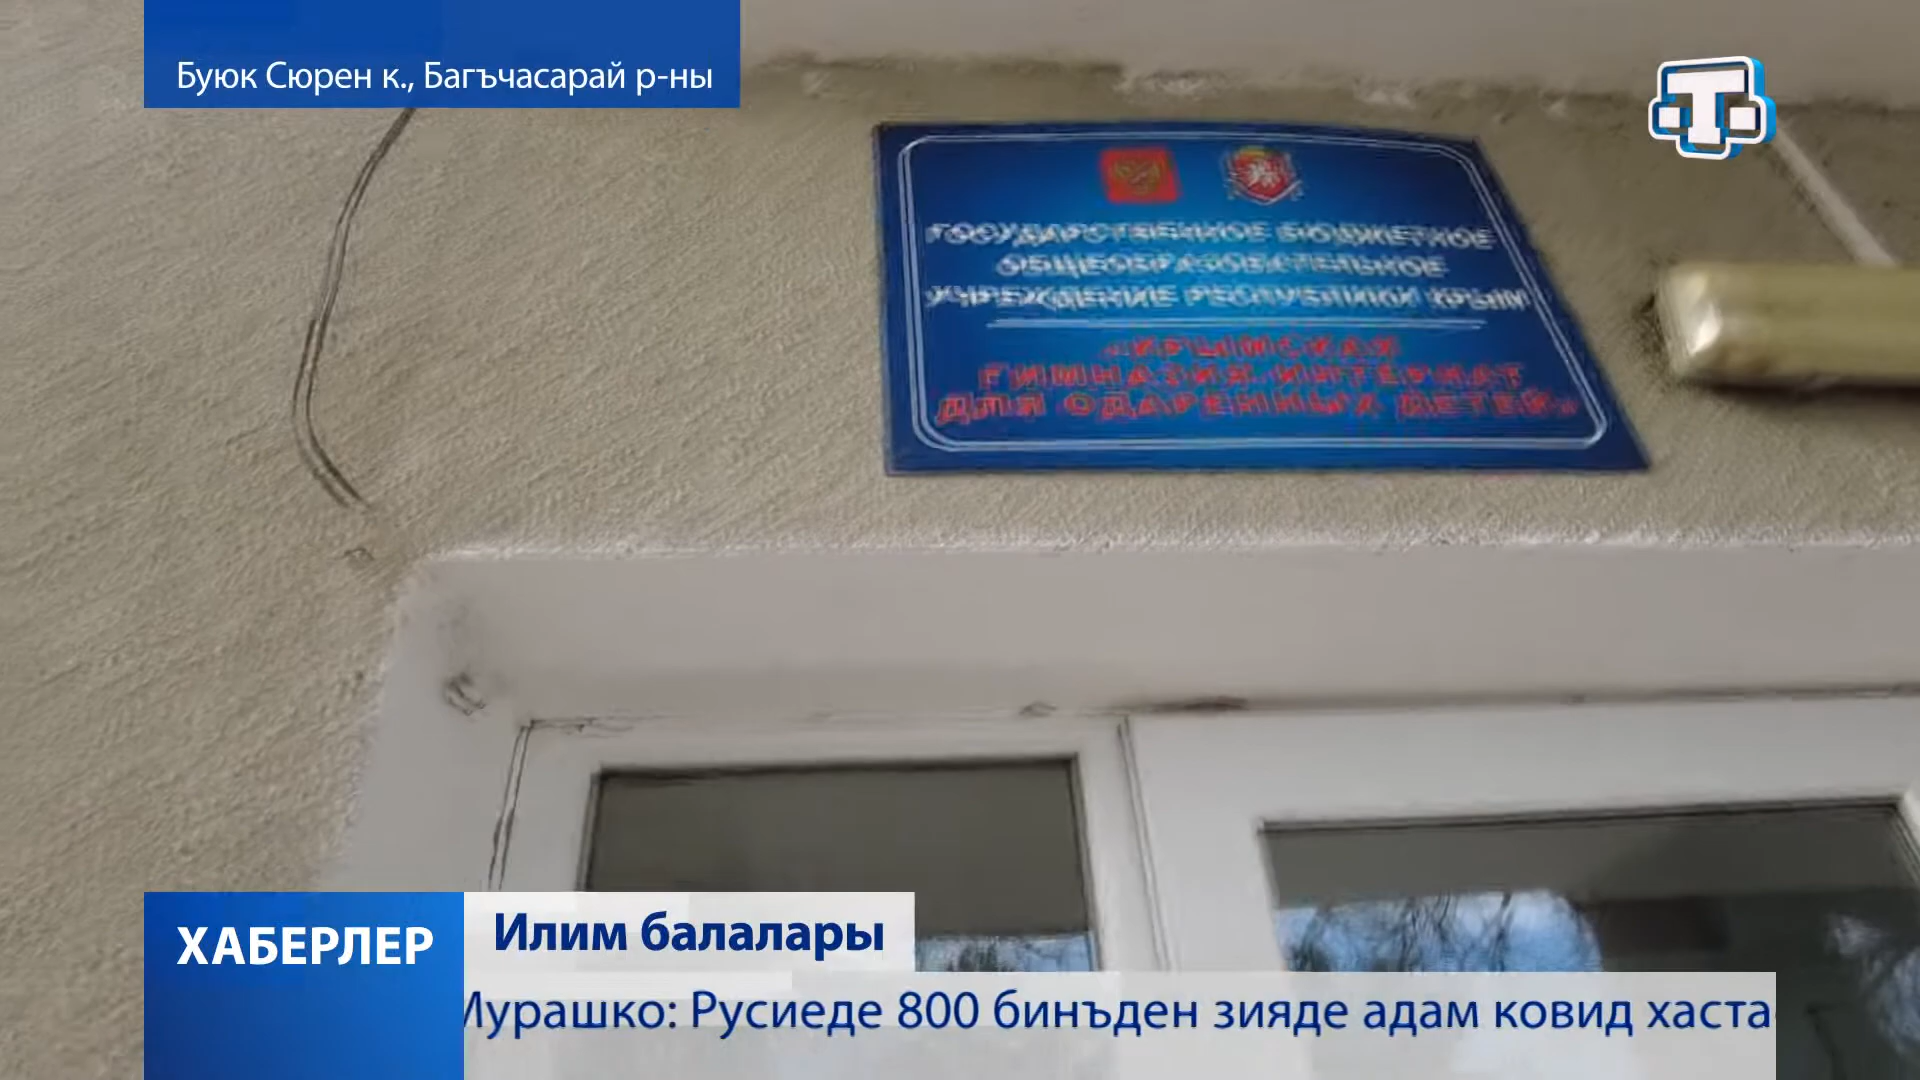 Буюк Сюрен к., Багъчасарай р-ны
Т
ГОСУДАРСТВЕННОЕ БЮДЖЕТНОЕ
ОБЩЕОБРАЗОВАТЕЛЬНОЕ
УЧРЕЖДЕНИЕ РЕСПУБЛИКИ КРЫМ
«КРЫМСКАЯ
ГИМНАЗИЯ-ИНТЕРНАТ
ДЛЯ ОДАРЕННЫХ ДЕТЕЙ»
ХАБЕРЛЕР
Илим балалары
Мурашко: Русиеде 800 бинъден зияде адам ковид хаста